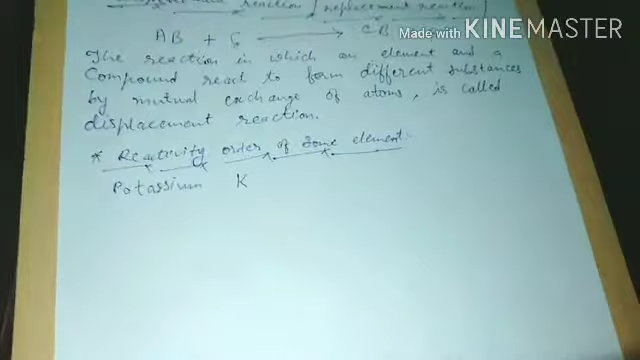 reaction / replacement reaction
AB + C ⟶ CB
Made with KINEMASTER
The reaction in which an element and a
Compound react to form different substances
by mutual exchange of atoms, is called
displacement reaction.
* Reactivity order of Some element:
Potassium K